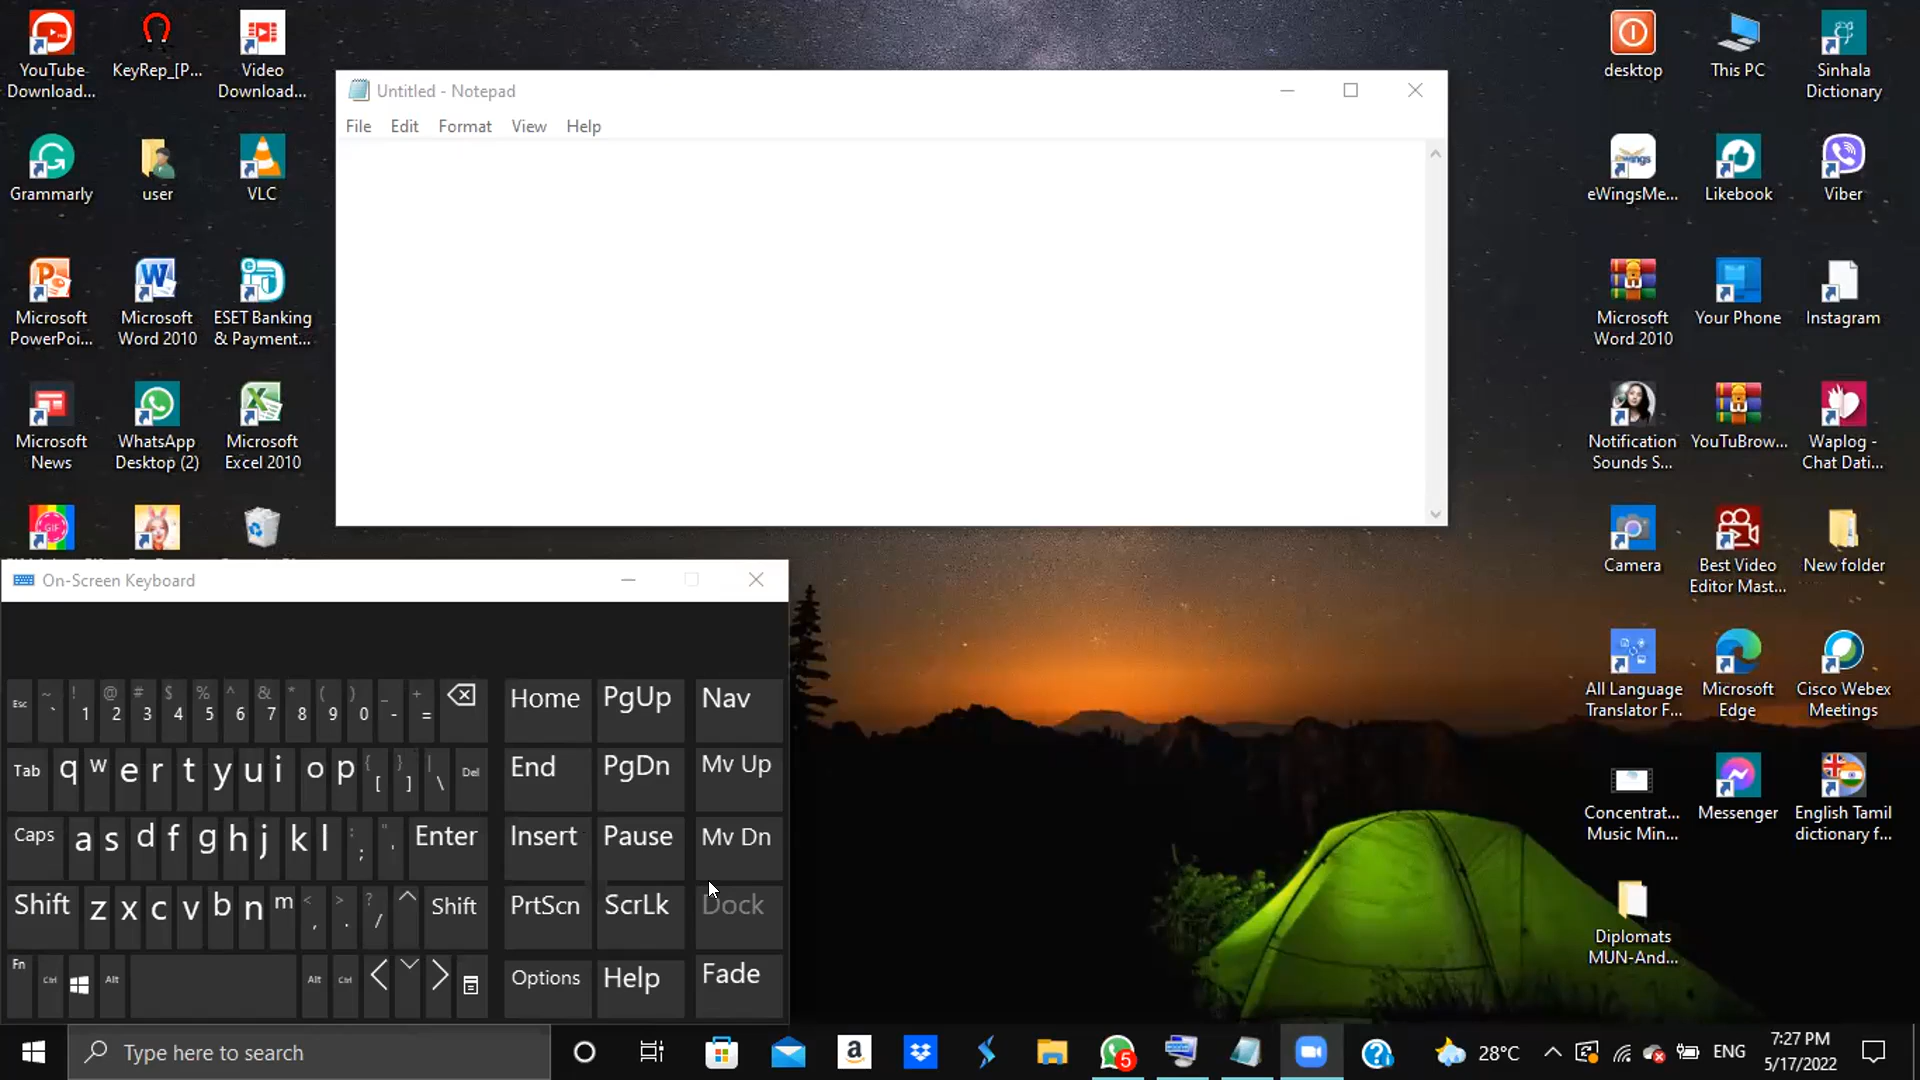 YouTube
Download...
KeyRep_[P...
Video
Download...
Grammarly
user
VLC
Microsoft
PowerPoi...
Microsoft
Word 2010
ESET Banking
& Payment...
Microsoft
News
WhatsApp
Desktop (2)
Microsoft
Excel 2010
GIF
Untitled - Notepad
File Edit Format View Help
desktop
This PC
Sinhala
Dictionary
eWingsMe...
Likebook
Viber
Microsoft
Word 2010
Your Phone
Instagram
Notification
Sounds S...
YouTuBrow...
Waplog -
Chat Dati...
Camera
Best Video
Editor Mast...
New folder
All Language
Translator F...
Microsoft
Edge
Cisco Webex
Meetings
Concentrat...
Music Min...
Messenger
English Tamil
dictionary f...
Diplomats
MUN-And...
On-Screen Keyboard
Esc ~ ` ! 1 @ 2 # 3 $ 4 % 5 ^ 6 & 7 * 8 ( 9 ) 0 _ - + = Home PgUp Nav
Tab q w e r t y u i o p { [ } ] | \ Del End PgDn Mv Up
Caps a s d f g h j k l : ; " ' Enter Insert Pause Mv Dn
Shift z x c v b n m < , > . ? / Shift PrtScn ScrLk Dock
Fn Ctrl Alt Alt Ctrl Options Help Fade
Type here to search
5
28°C
ENG
7:27 PM
5/17/2022